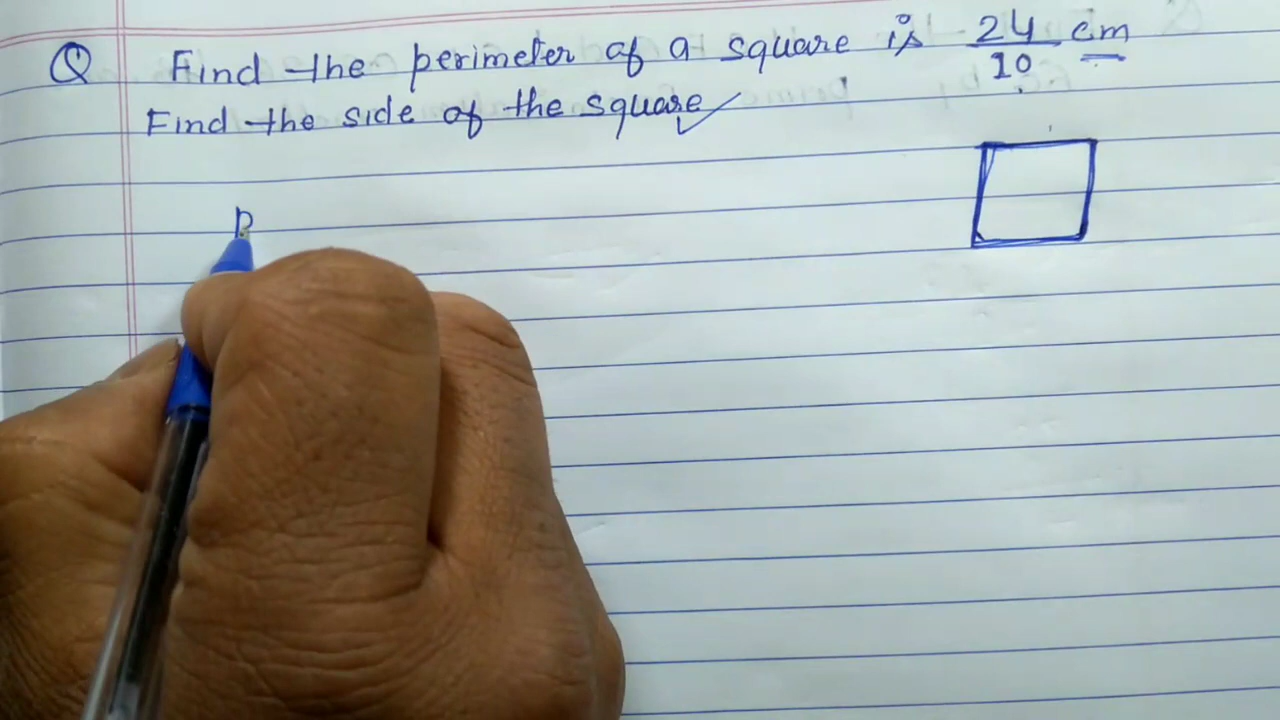 Q Find the perimeter of a square is 24/10 cm
Find the side of the square
P